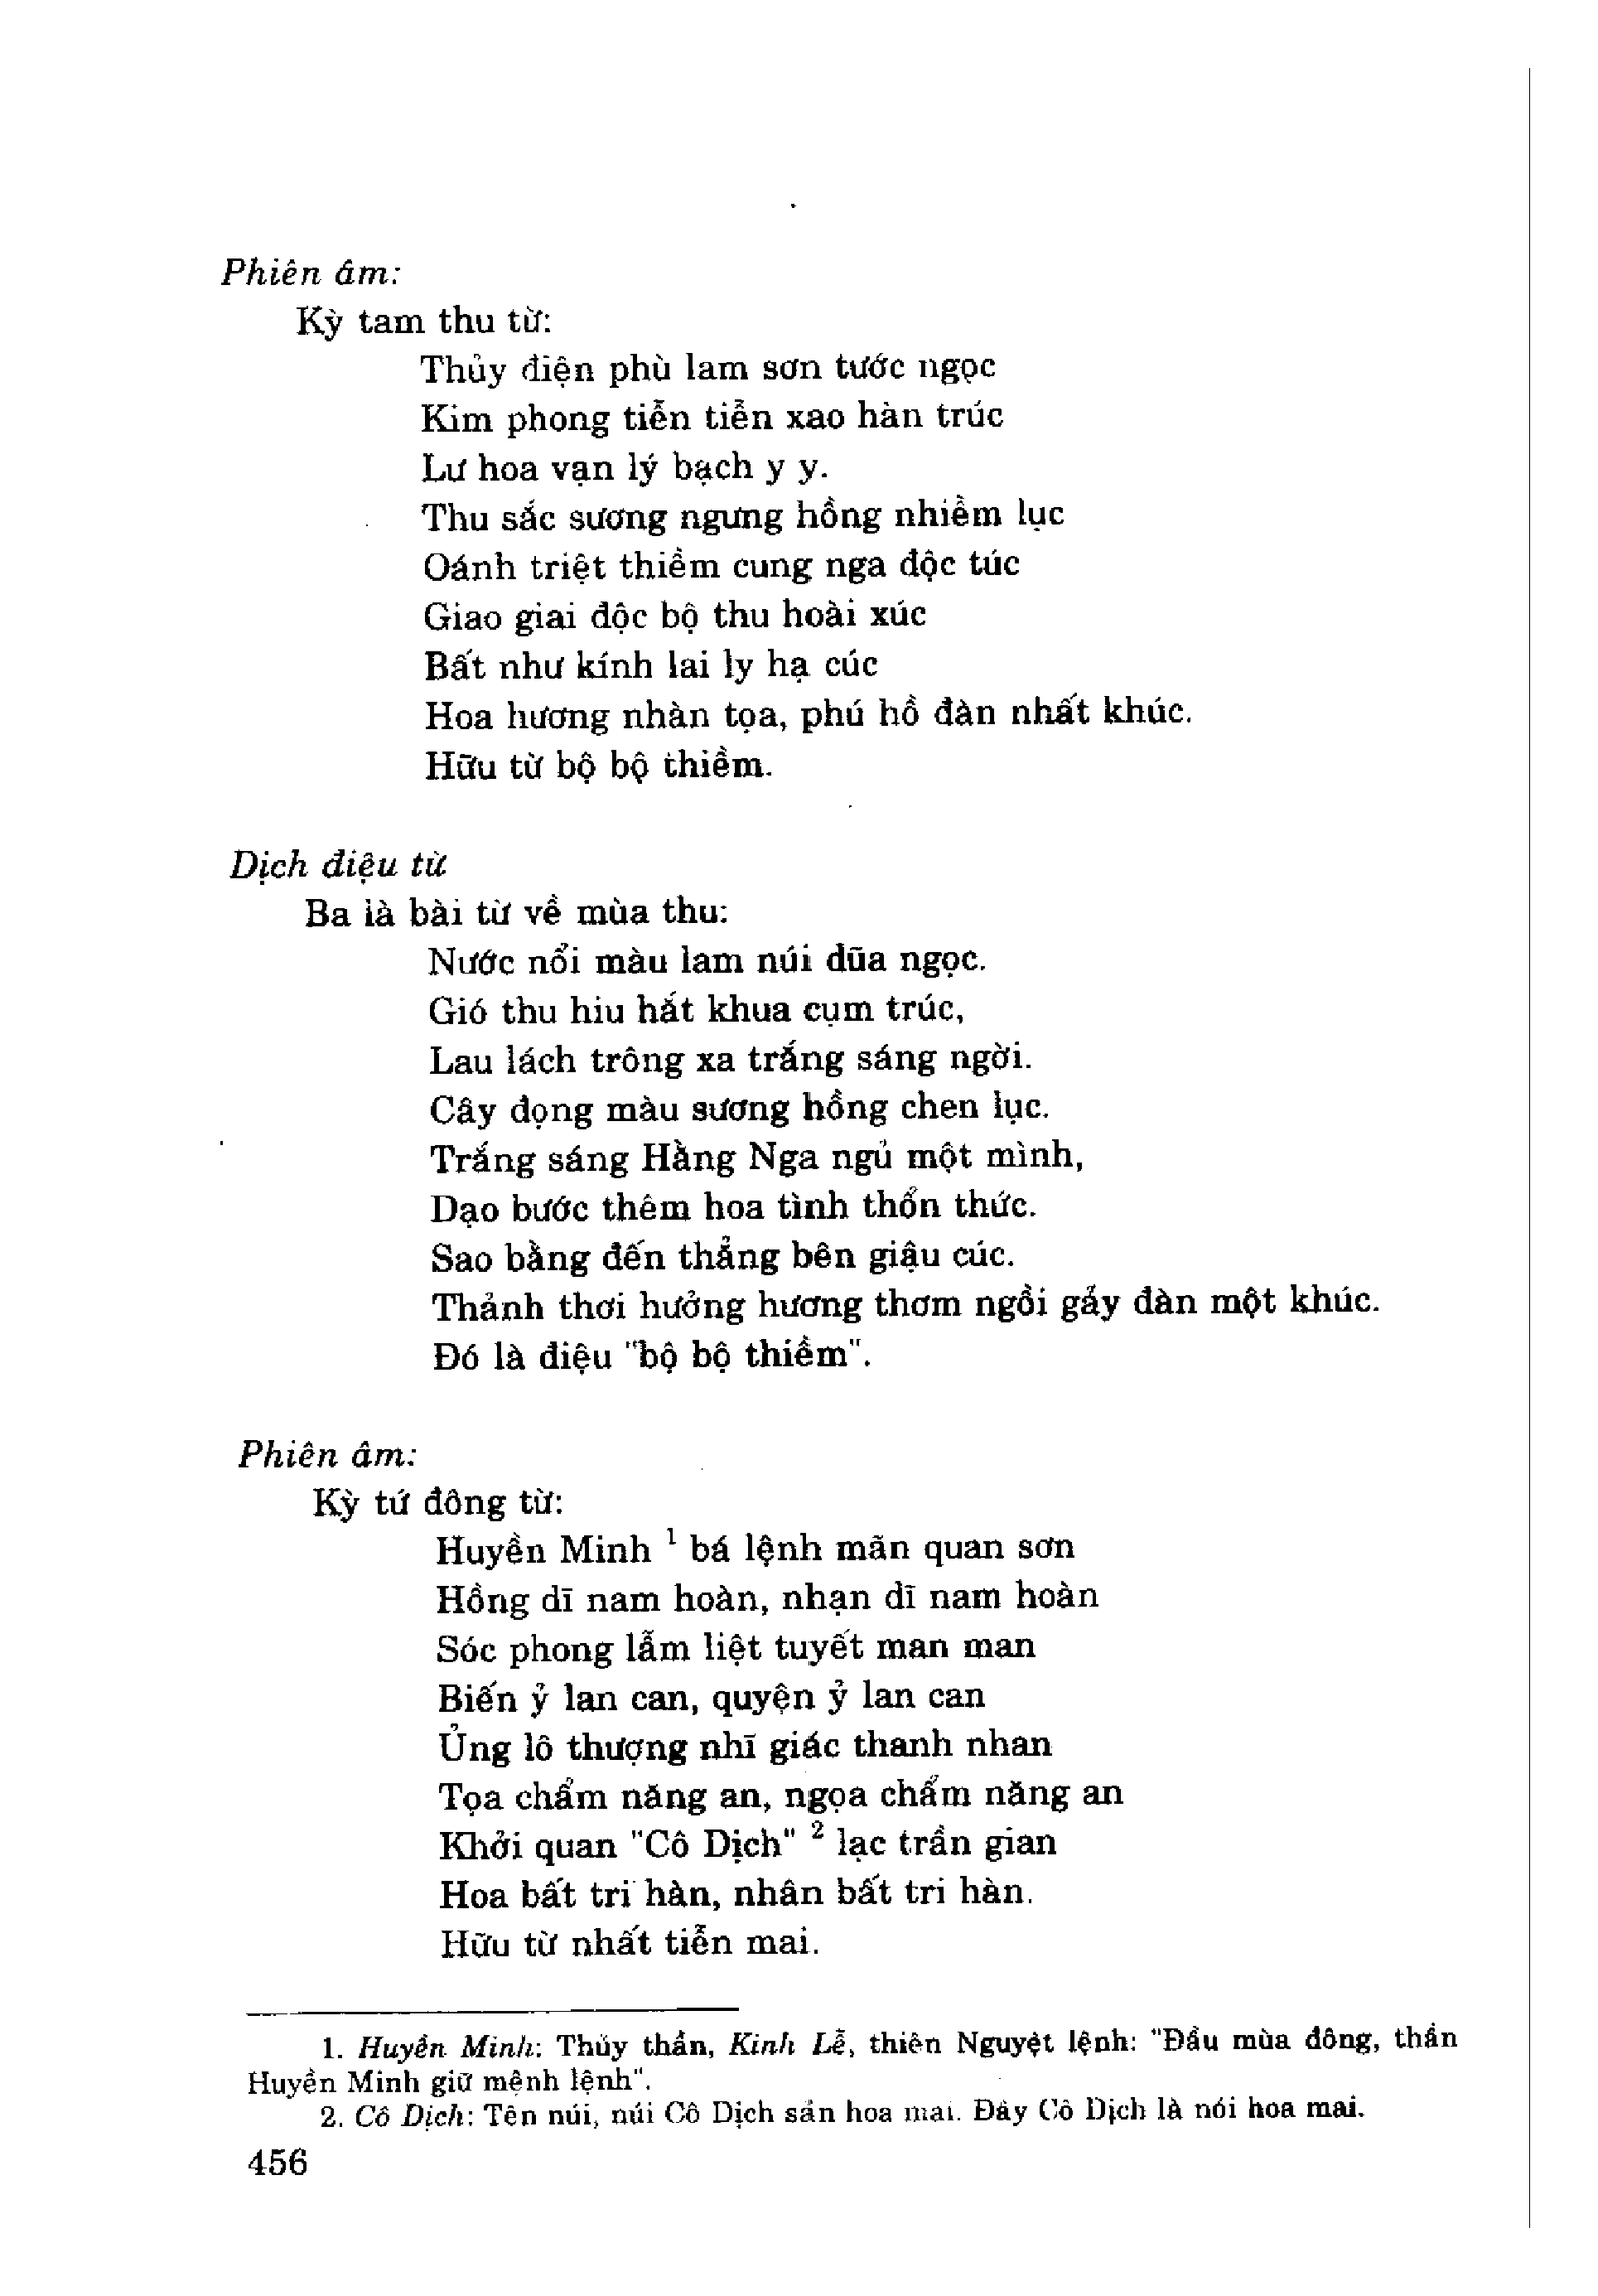 Phiên âm:
Kỳ tam thu từ:
Thủy điện phù lam sơn tước ngọc
Kim phong tiễn tiễn xao hàn trúc
Lư hoa vạn lý bạch y y.
Thu sắc sương ngưng hồng nhiềm lục
Oánh triệt thiềm cung nga độc túc
Giao giai độc bộ thu hoài xúc
Bất như kính lai ly hạ cúc
Hoa hương nhàn tọa, phú hồ đàn nhất khúc.
Hữu từ bộ bộ thiềm.
Dịch điệu từ
Ba là bài từ về mùa thu:
Nước nổi màu lam núi dũa ngọc.
Gió thu hiu hắt khua cụm trúc,
Lau lách trông xa trắng sáng ngời.
Cây đọng màu sương hồng chen lục.
Trắng sáng Hằng Nga ngủ một mình,
Dạo bước thêm hoa tình thổn thức.
Sao bằng đến thẳng bên giậu cúc.
Thảnh thơi hưởng hương thơm ngồi gẩy đàn một khúc.
Đó là điệu "bộ bộ thiềm".
Phiên âm:
Kỳ tứ đông từ:
Huyền Minh 1 bá lệnh mãn quan sơn
Hồng dĩ nam hoàn, nhạn dĩ nam hoàn
Sóc phong lẫm liệt tuyết man man
Biến ỷ lan can, quyện ỷ lan can
Ủng lô thượng nhĩ giác thanh nhan
Tọa chẩm năng an, ngọa chẩm năng an
Khởi quan "Cô Dịch" 2 lạc trần gian
Hoa bất tri hàn, nhân bất tri hàn.
Hữu từ nhất tiễn mai.
1. Huyền Minh: Thủy thần, Kinh Lễ, thiên Nguyệt lệnh: "Đầu mùa đông, thần
Huyền Minh giữ mệnh lệnh".
2. Cô Dịch: Tên núi, núi Cô Dịch sản hoa mai. Đây Cô Dịch là nói hoa mai.
456